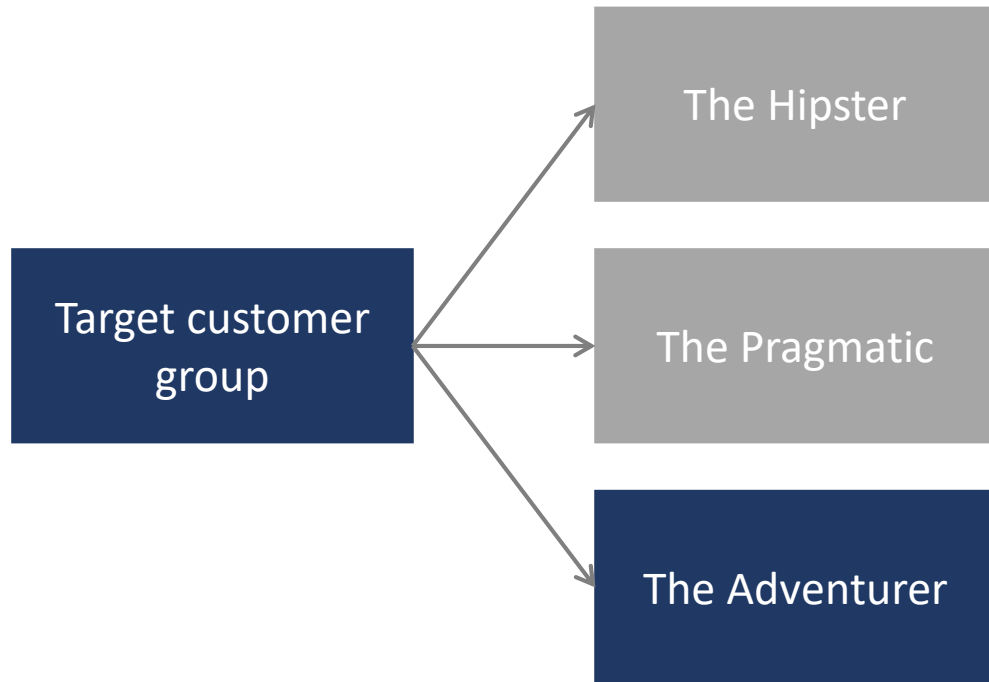 The Hipster
Target customer
group
The Pragmatic
The Adventurer